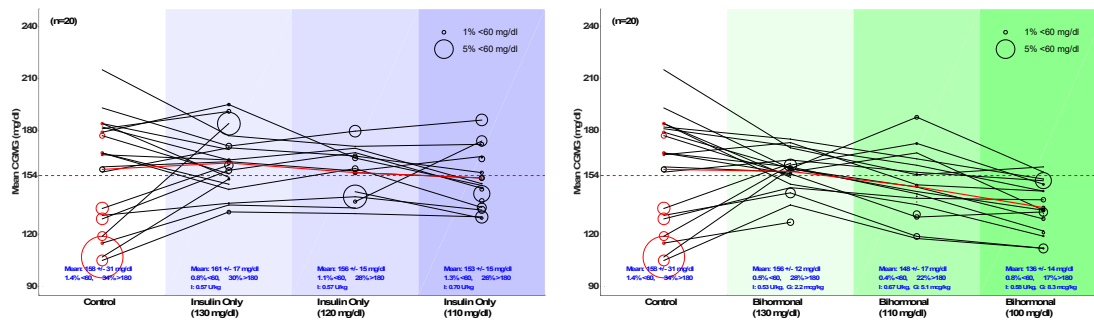 (n=20)
1% <60 mg/dl
5% <60 mg/dl
Mean CGMG (mg/dl)
240
210
180
154
120
90
Mean: 158 +/- 31 mg/dl
1.4% <60, 34% >180
Mean: 161 +/- 17 mg/dl
0.8% <60, 30% >180
I: 0.57 U/kg
Mean: 156 +/- 15 mg/dl
1.1% <60, 28% >180
I: 0.57 U/kg
Mean: 153 +/- 15 mg/dl
1.3% <60, 26% >180
I: 0.70 U/kg
Control
Insulin Only
(130 mg/dl)
Insulin Only
(120 mg/dl)
Insulin Only
(110 mg/dl)
(n=20)
1% <60 mg/dl
5% <60 mg/dl
Mean CGMG (mg/dl)
240
210
180
154
120
90
Mean: 158 +/- 31 mg/dl
1.4% <60, 34% >180
Mean: 156 +/- 12 mg/dl
0.5% <60, 28% >180
I: 0.53 U/kg, G: 2.2 mcg/kg
Mean: 148 +/- 17 mg/dl
0.4% <60, 22% >180
I: 0.67 U/kg, G: 5.1 mcg/kg
Mean: 136 +/- 14 mg/dl
0.8% <60, 17% >180
I: 0.58 U/kg, G: 8.3 mcg/kg
Control
Bihormonal
(130 mg/dl)
Bihormonal
(110 mg/dl)
Bihormonal
(100 mg/dl)